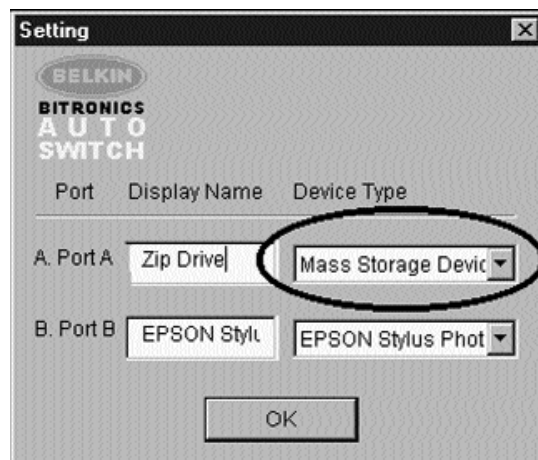 Setting
BELKIN
BITRONICS
AUTO
SWITCH
Port Display Name Device Type
A. Port A Zip Drive Mass Storage Devic
B. Port B EPSON Stylu EPSON Stylus Phot
OK